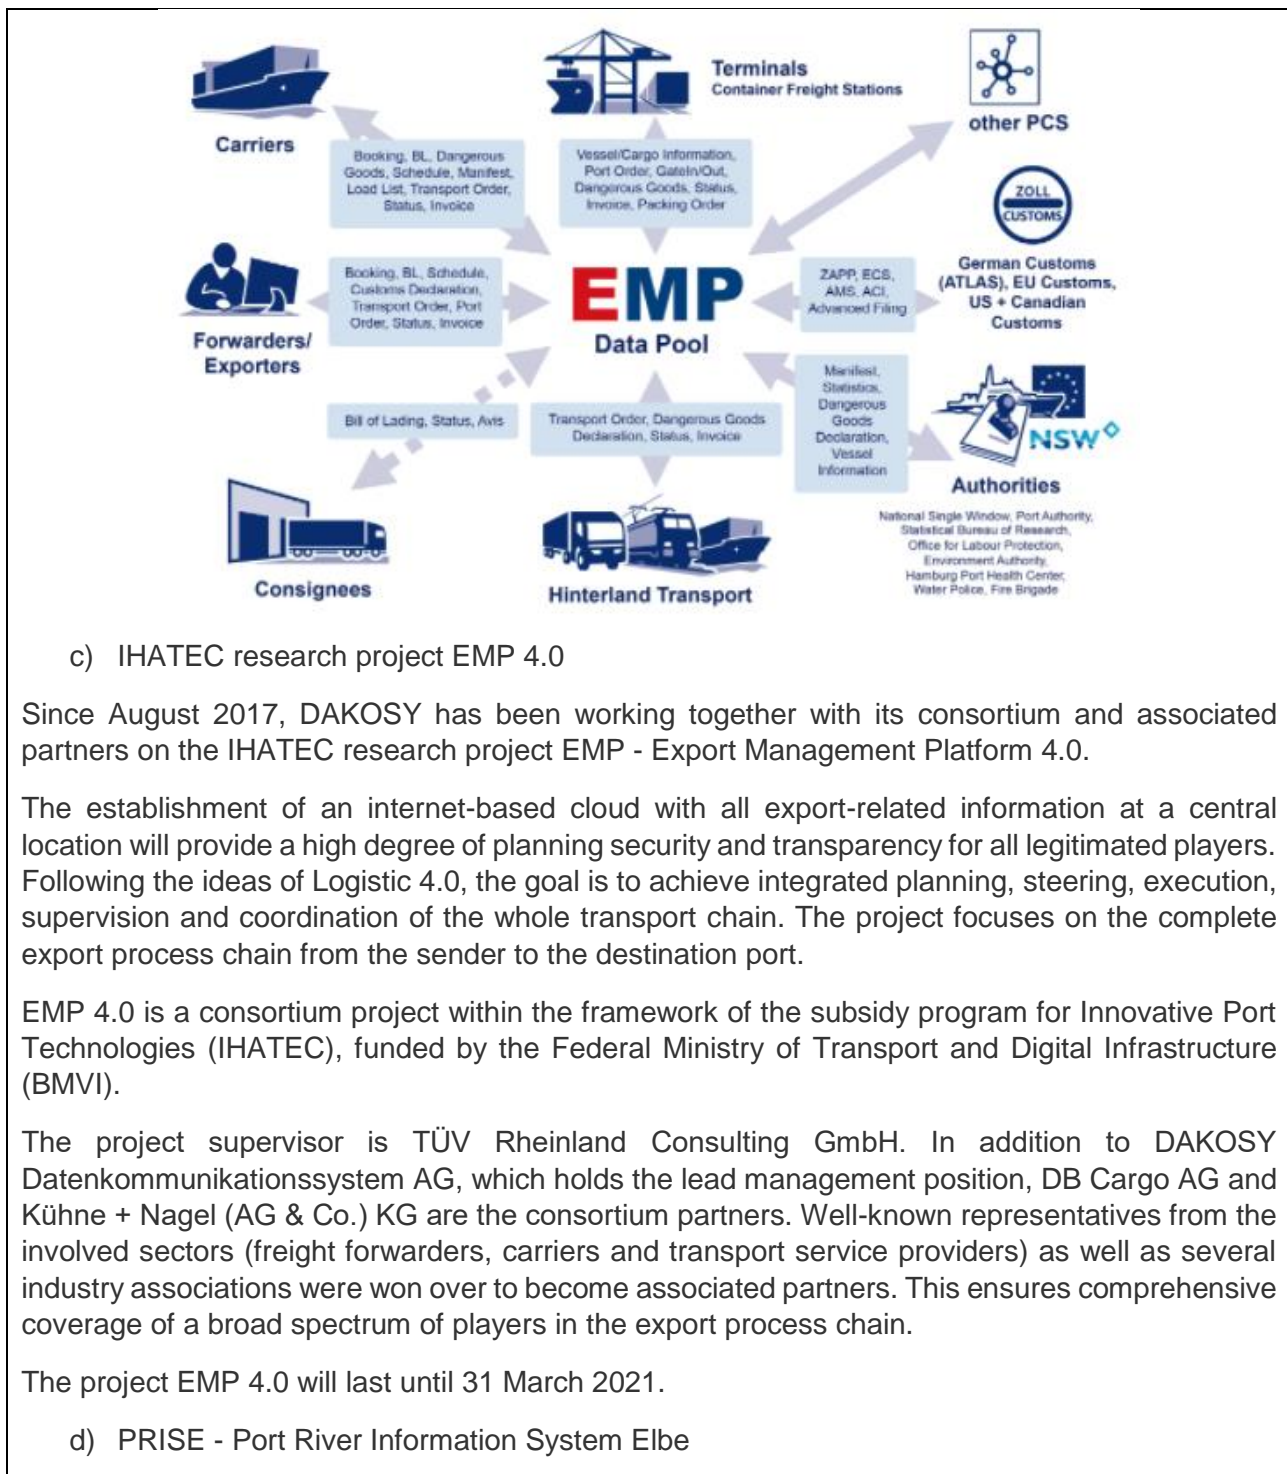 Carriers
Booking, BL, Dangerous
Goods, Schedule, Manifest,
Load List, Transport Order,
Status, Invoice
Terminals
Container Freight Stations
Vessel/Cargo Information,
Port Order, GateIn/Out,
Dangerous Goods, Status,
Invoice, Packing Order
other PCS
ZOLL
CUSTOMS
German Customs
(ATLAS), EU Customs,
US + Canadian
Customs
Forwarders/
Exporters
Booking, BL, Schedule,
Customs Declaration,
Transport Order, Port
Order, Status, Invoice
EMP
Data Pool
ZAPP, ECS,
AMS, ACI,
Advanced Filing
Bill of Lading, Status, Avis
Transport Order, Dangerous Goods
Declaration, Status, Invoice
Manifest,
Statistics,
Dangerous
Goods
Declaration,
Vessel
Information
NSW
Authorities
National Single Window, Port Authority,
Statistical Bureau of Research,
Office for Labour Protection,
Environment Authority,
Hamburg Port Health Center,
Water Police, Fire Brigade
Consignees
Hinterland Transport
c) IHATEC research project EMP 4.0
Since August 2017, DAKOSY has been working together with its consortium and associated
partners on the IHATEC research project EMP - Export Management Platform 4.0.
The establishment of an internet-based cloud with all export-related information at a central
location will provide a high degree of planning security and transparency for all legitimated players.
Following the ideas of Logistic 4.0, the goal is to achieve integrated planning, steering, execution,
supervision and coordination of the whole transport chain. The project focuses on the complete
export process chain from the sender to the destination port.
EMP 4.0 is a consortium project within the framework of the subsidy program for Innovative Port
Technologies (IHATEC), funded by the Federal Ministry of Transport and Digital Infrastructure
(BMVI).
The project supervisor is TÜV Rheinland Consulting GmbH. In addition to DAKOSY
Datenkommunikationssystem AG, which holds the lead management position, DB Cargo AG and
Kühne + Nagel (AG & Co.) KG are the consortium partners. Well-known representatives from the
involved sectors (freight forwarders, carriers and transport service providers) as well as several
industry associations were won over to become associated partners. This ensures comprehensive
coverage of a broad spectrum of players in the export process chain.
The project EMP 4.0 will last until 31 March 2021.
d) PRISE - Port River Information System Elbe